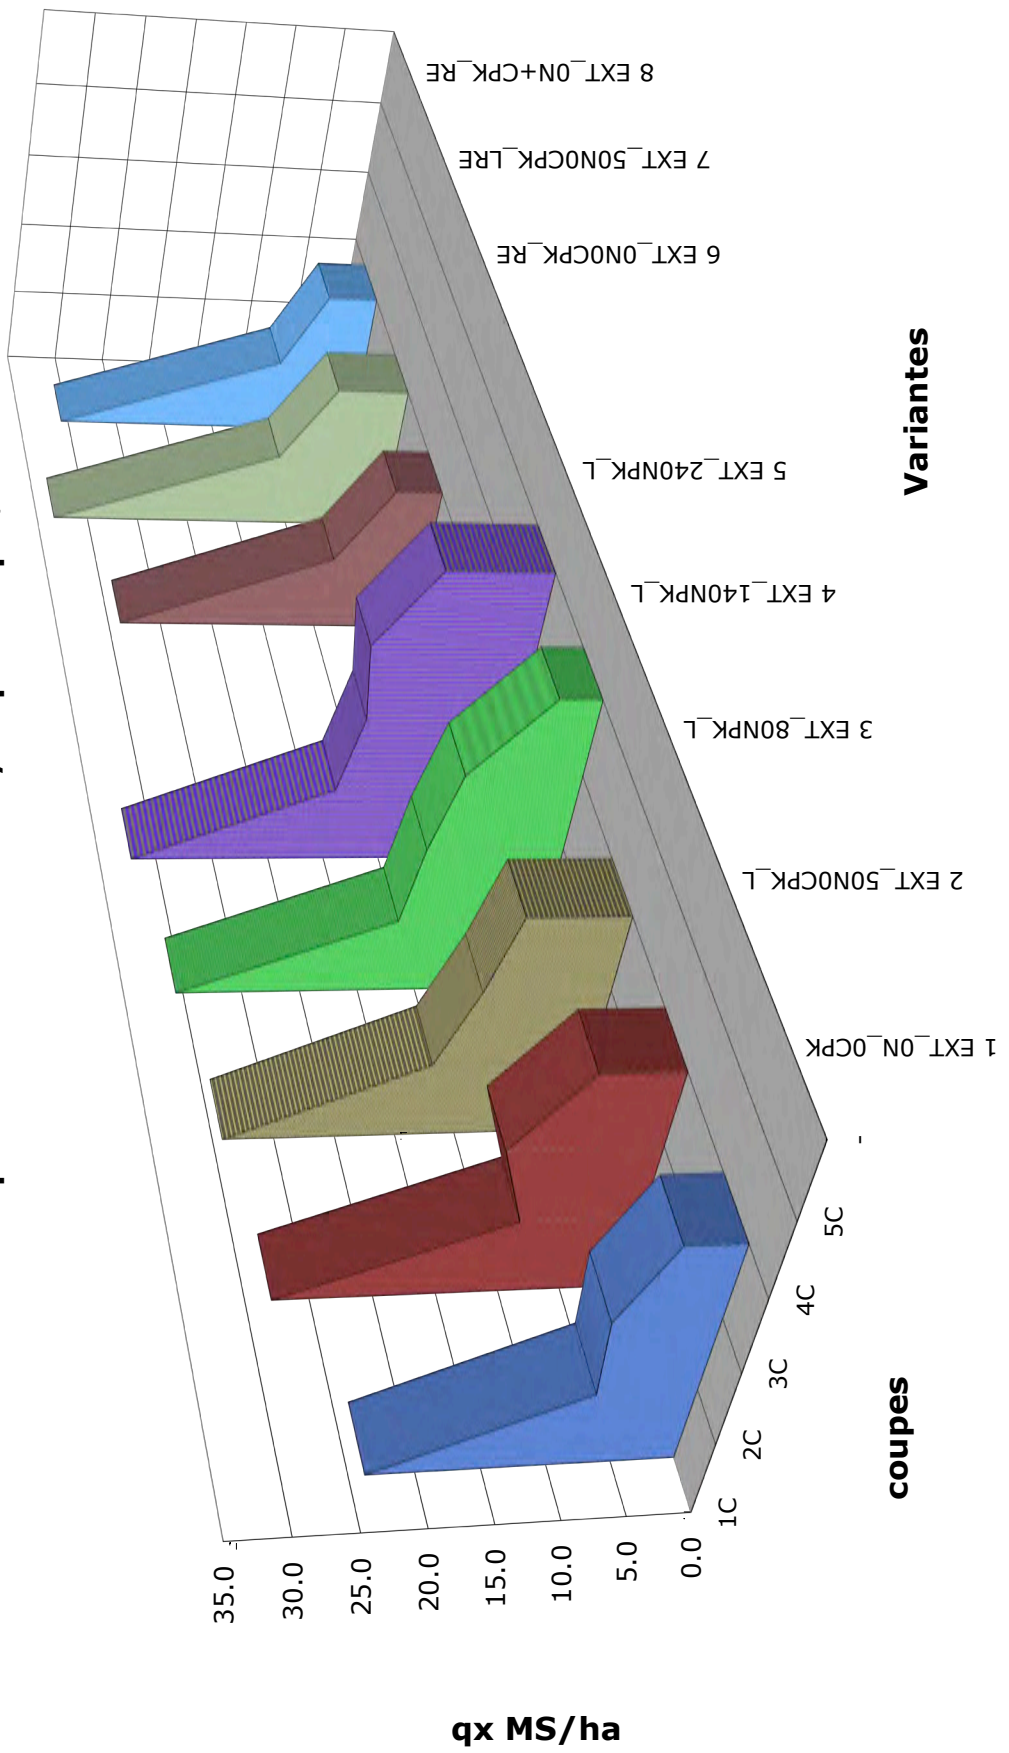 35.0
30.0
25.0
20.0
15.0
10.0
5.0
0.0
qx MS/ha
1C
2C
3C
4C
5C
-
coupes
1 EXT_0N_0CPK
2 EXT_50N0CPK_L
3 EXT_80NPK_L
4 EXT_140NPK_L
5 EXT_240NPK_L
6 EXT_0N0CPK_RE
7 EXT_50N0CPK_LRE
8 EXT_0N+CPK_RE
Variantes